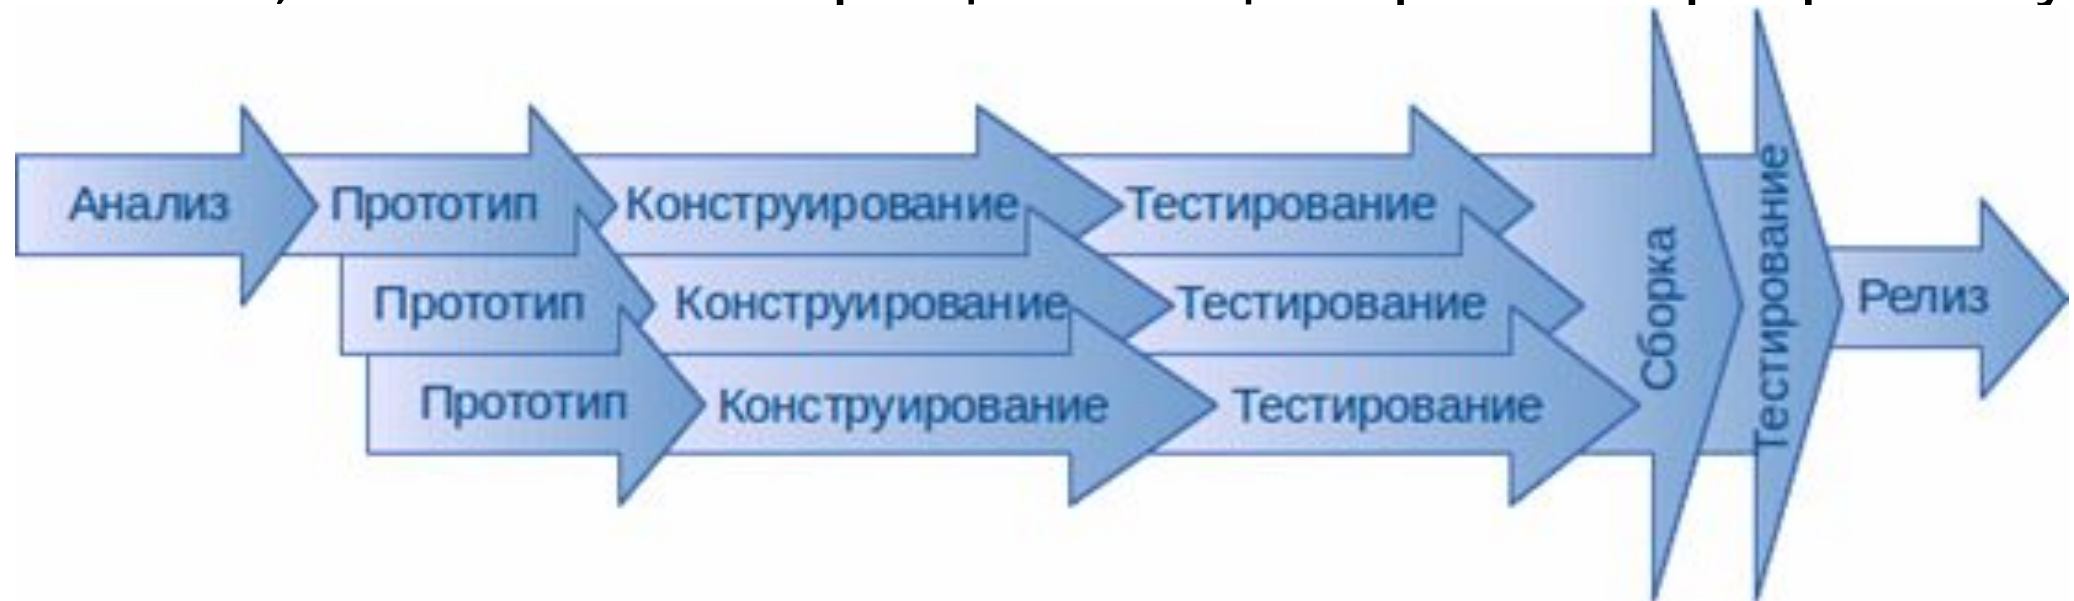 Анализ
Прототип
Конструирование
Тестирование
Прототип
Конструирование
Тестирование
Прототип
Конструирование
Тестирование
Сборка
Тестирование
Релиз